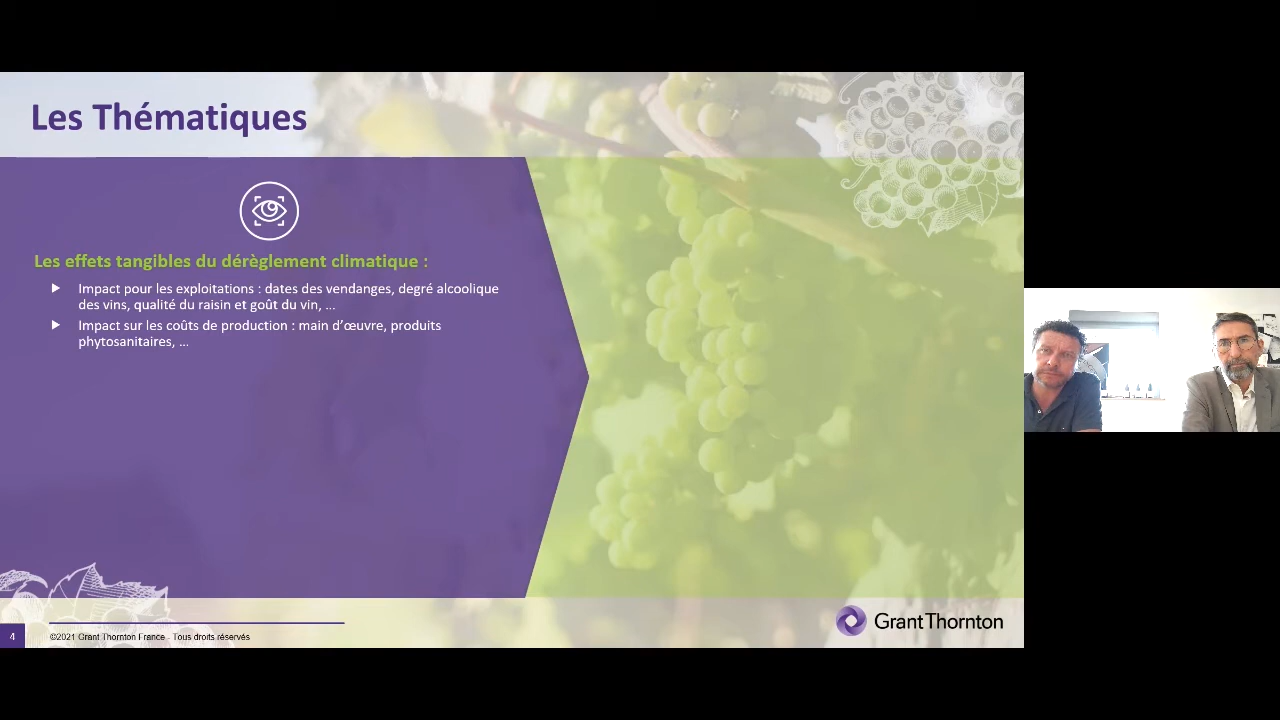 Les Thématiques
Les effets tangibles du dérèglement climatique :
Impact pour les exploitations : dates des vendanges, degré alcoolique
des vins, qualité du raisin et goût du vin, ...
Impact sur les coûts de production : main d'œuvre, produits
phytosanitaires, ...
4
©2021 Grant Thornton France - Tous droits réservés
Grant Thornton